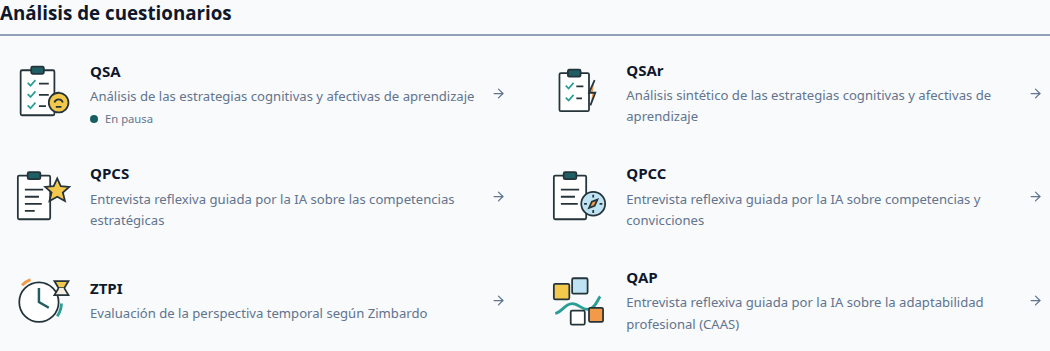 Análisis de cuestionarios
QSA
Análisis de las estrategias cognitivas y afectivas de aprendizaje
En pausa
QSAr
Análisis sintético de las estrategias cognitivas y afectivas de
aprendizaje
QPCS
Entrevista reflexiva guiada por la IA sobre las competencias
estratégicas
QPCC
Entrevista reflexiva guiada por la IA sobre competencias y
convicciones
ZTPI
Evaluación de la perspectiva temporal según Zimbardo
QAP
Entrevista reflexiva guiada por la IA sobre la adaptabilidad
profesional (CAAS)